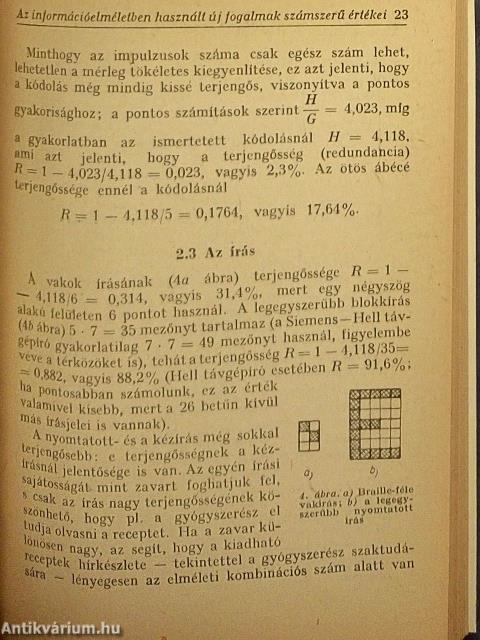 Az információelméletben használt új fogalmak számszerű értékei 23
Minthogy az impulzusok száma csak egész szám lehet,
lehetetlen a mérleg tökéletes kiegyenlítése, ez azt jelenti, hogy
a kódolás még mindig kissé terjengős, viszonyítva a pontos
gyakorisághoz; a pontos számítások szerint H/G = 4,023, míg
a gyakorlatban az ismertetett kódolásnál H = 4,118,
ami azt jelenti, hogy a terjengősség (redundancia)
R = 1 - 4,023/4,118 = 0,023, vagyis 2,3%. Az ötös ábécé
terjengőssége ennél a kódolásnál
R = 1 - 4,118/5 = 0,1764, vagyis 17,64%.
2.3 Az írás
A vakok írásának (4a ábra) terjengőssége R = 1 -
- 4,118/6 = 0,314, vagyis 31,4%, mert egy négyszög
alakú felületen 6 pontot használ. A legegyszerűbb blokkírás
(4b ábra) 5 · 7 = 35 mezőnyt tartalmaz (a Siemens—Hell táv-
gépíró gyakorlatilag 7 · 7 = 49 mezőnyt használ, figyelembe
véve a térközöket is), tehát a terjengősség R = 1 - 4,118/35=
= 0,882, vagyis 88,2% (Hell távgépíró esetében R = 91,6%;
ha pontosabban számolunk, ez az érték
valamivel kisebb, mert a 26 betűn kívül
más írásjelei is vannak).
A nyomtatott- és a kézírás még sokkal
terjengősebb: e terjengősségnek a kéz-
írásnál jelentősége is van. Az egyén írási
sajátosságát mint zavart foghatjuk fel,
s csak az írás nagy terjengősségének kö-
szönhető, hogy pl. a gyógyszerész el
tudja olvasni a receptet. Ha a zavar kü-
lönösen nagy, az segít, hogy a kiadható
receptek hírkészlete — tekintettel a gyógyszerész szaktudá-
sára — lényegesen az elméleti kombinációs szám alatt van
a)
b)
4. ábra. a) Braille-féle
vakírás; b) a legegy-
szerűbb nyomtatott
írás
Antikvárium.hu